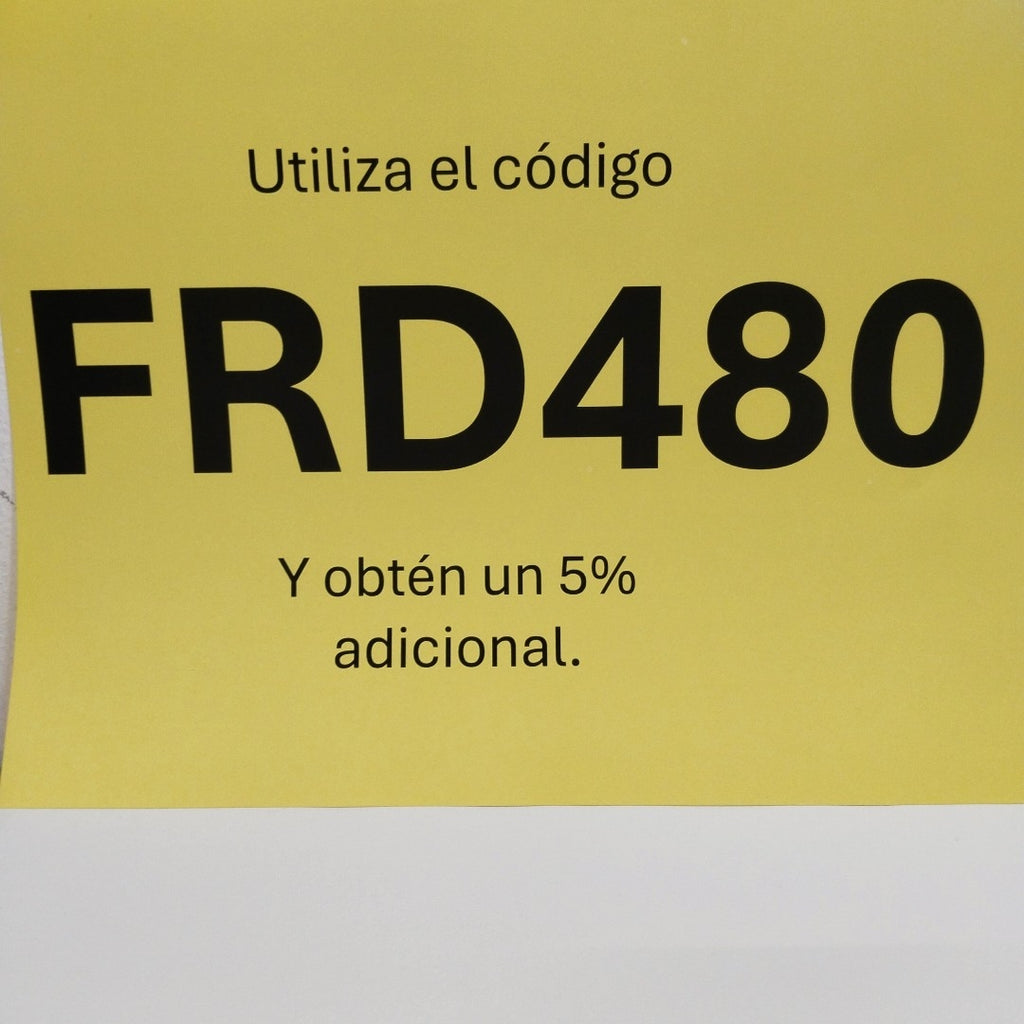 Utiliza el código
FRD480
Y obtén un 5%
adicional.